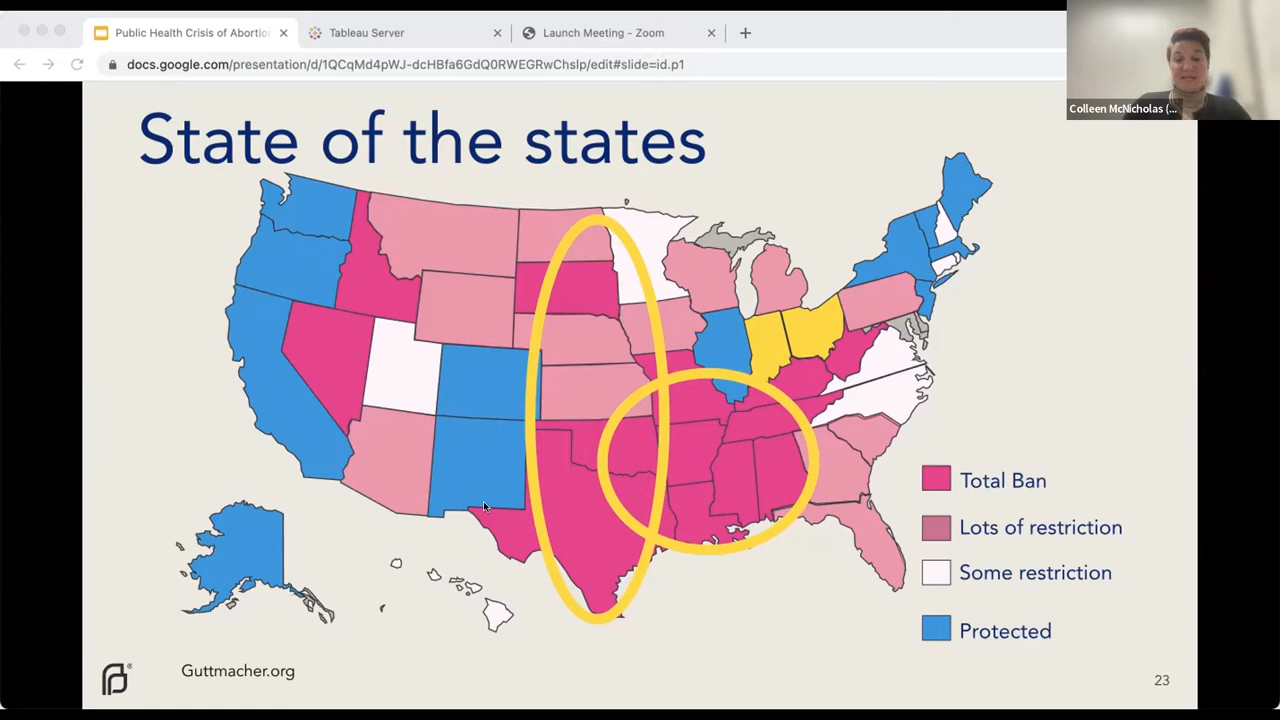 Public Health Crisis of Abortio
Tableau Server
Launch Meeting - Zoom
docs.google.com/presentation/d/1QCqMd4pWJ-dcHBfa6GdQ0RWEGRwChsIp/edit#slide=id.p1
Colleen McNicholas (...
State of the states
Total Ban
Lots of restriction
Some restriction
Protected
Guttmacher.org
23